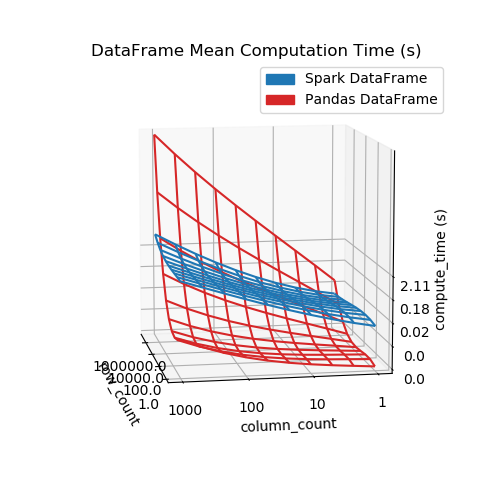 DataFrame Mean Computation Time (s)
Spark DataFrame
Pandas DataFrame
2.11
0.18
0.02
0.0
0.0
compute_time (s)
1000000.0
10000.0
100.0
1.0
row_count
1000
100
10
1
column_count